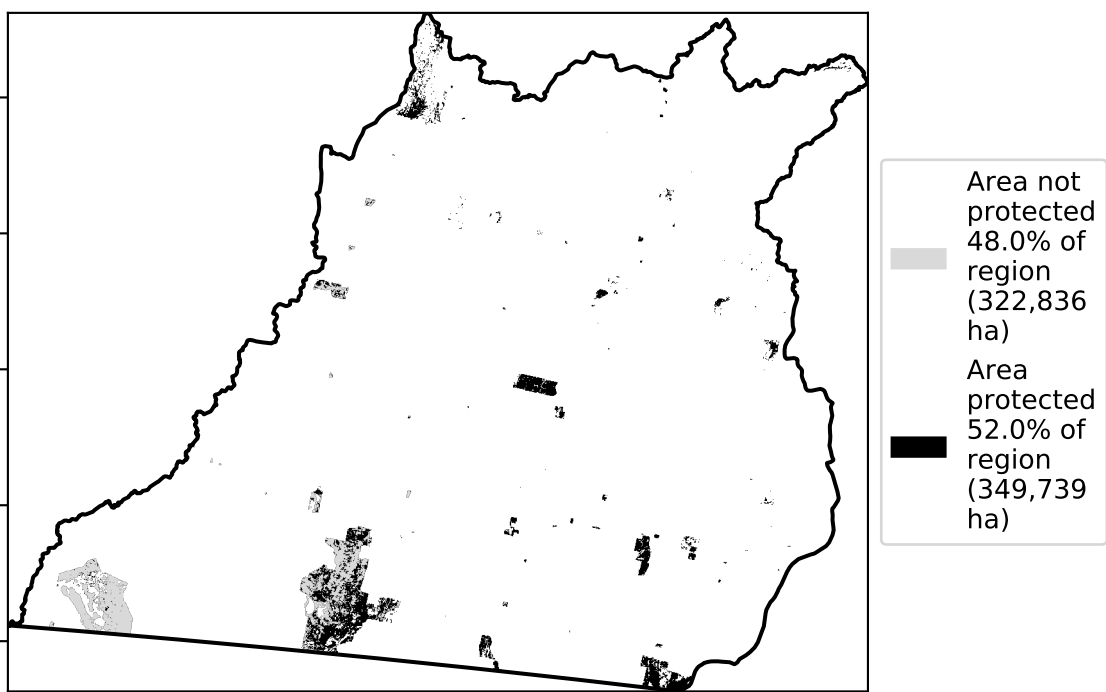 Area not
protected
48.0% of
region
(322,836
ha)
Area
protected
52.0% of
region
(349,739
ha)